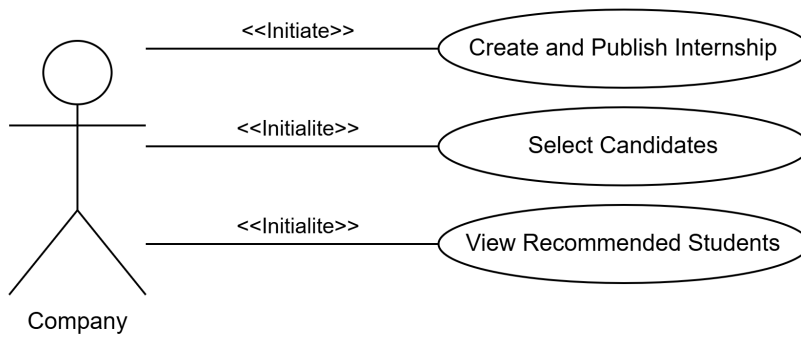 <<Initiate>>
Create and Publish Internship
<<Initialite>>
Select Candidates
<<Initialite>>
View Recommended Students
Company